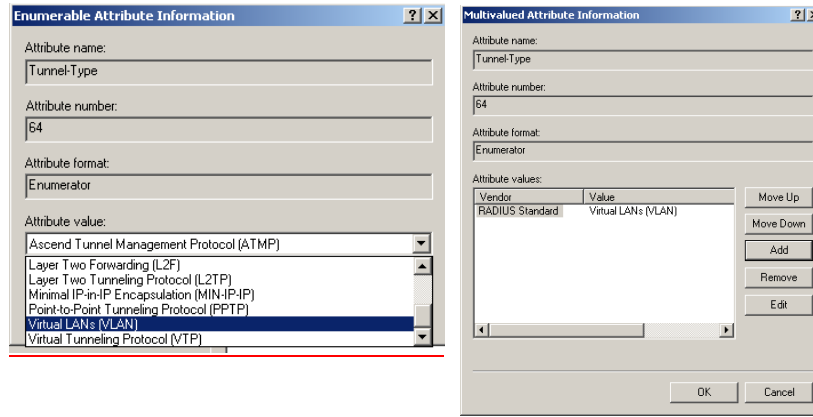 Enumerable Attribute Information
Attribute name:
Tunnel-Type
Attribute number:
64
Attribute format:
Enumerator
Attribute value:
Ascend Tunnel Management Protocol (ATMP)
Layer Two Forwarding (L2F)
Layer Two Tunneling Protocol (L2TP)
Minimal IP-in-IP Encapsulation (MIN-IP-IP)
Point-to-Point Tunneling Protocol (PPTP)
Virtual LANs (VLAN)
Virtual Tunneling Protocol (VTP)
Multivalued Attribute Information
Attribute name:
Tunnel-Type
Attribute number:
64
Attribute format:
Enumerator
Attribute values:
Vendor Value
RADIUS Standard Virtual LANs (VLAN)
Move Up
Move Down
Add
Remove
Edit
OK Cancel